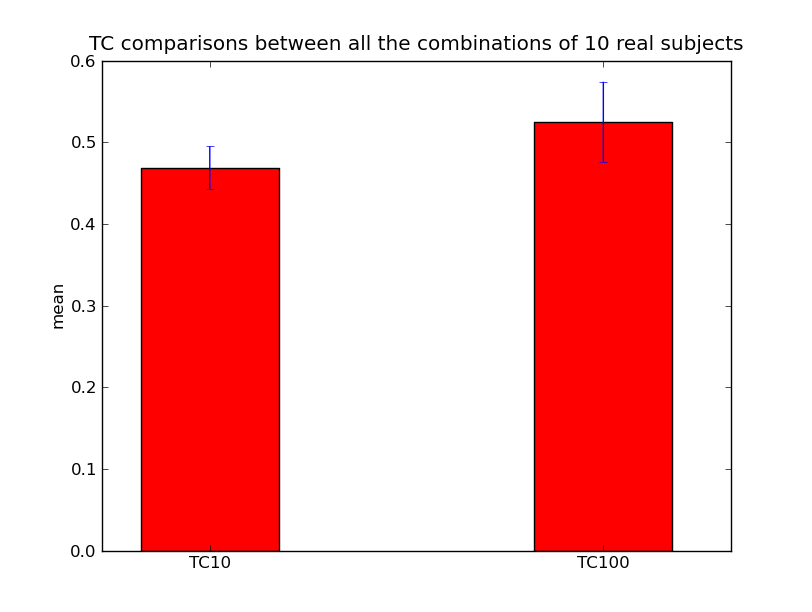 TC comparisons between all the combinations of 10 real subjects
0.6
0.5
0.4
0.3
0.2
0.1
0.0
mean
TC10
TC100